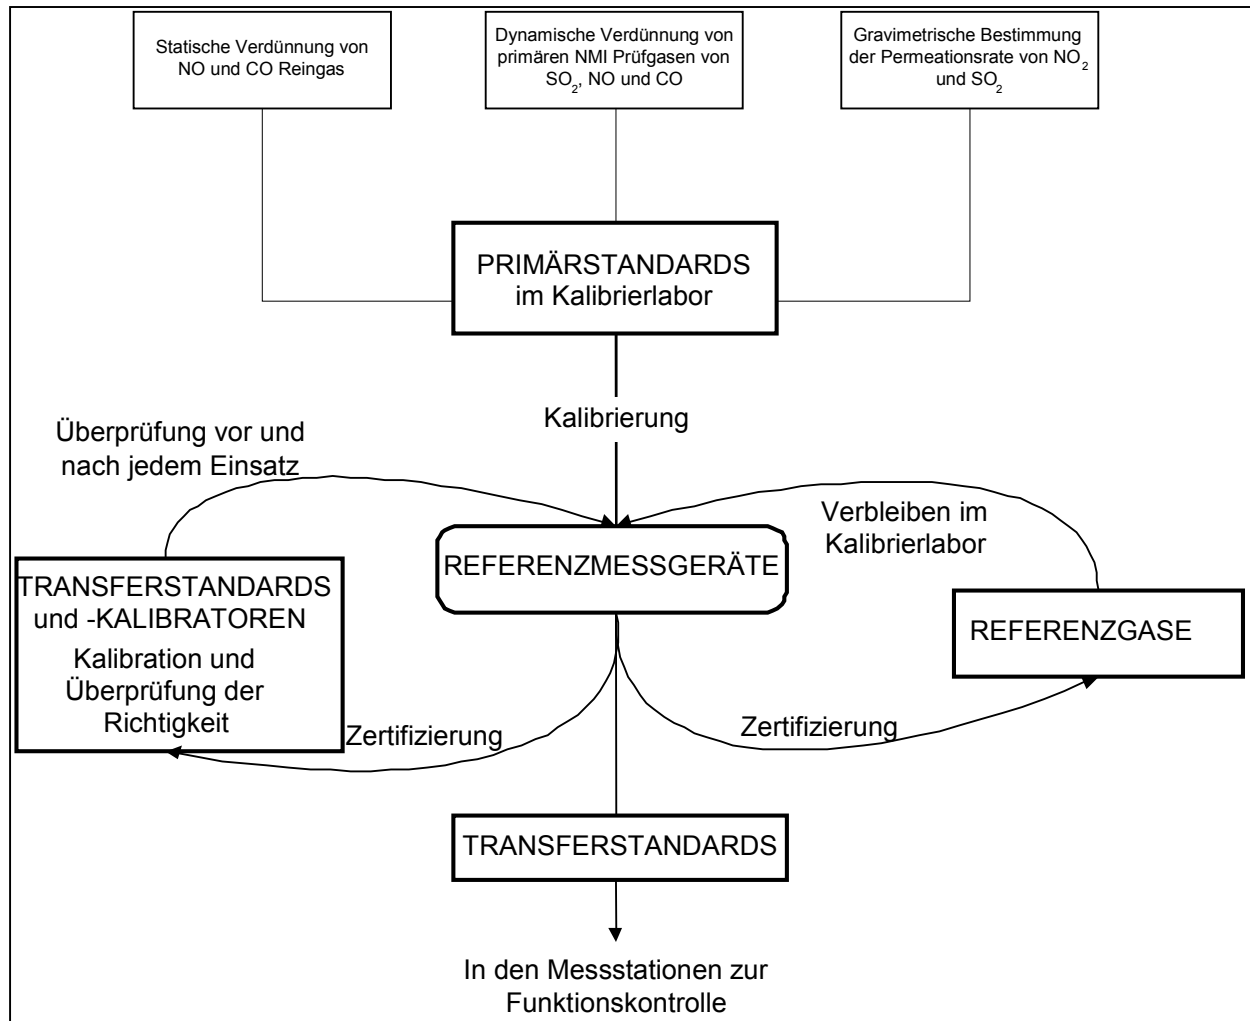 Statische Verdünnung von
NO und CO Reingas
Dynamische Verdünnung von
primären NMI Prüfgasen von
SO₂, NO und CO
Gravimetrische Bestimmung
der Permeationsrate von NO₂
und SO₂
PRIMÄRSTANDARDS
im Kalibrierlabor
Kalibrierung
Überprüfung vor und
nach jedem Einsatz
Verbleiben im
Kalibrierlabor
REFERENZMESSGERÄTE
TRANSFERSTANDARDS
und -KALIBRATOREN
Kalibration und
Überprüfung der
Richtigkeit
REFERENZGASE
Zertifizierung
Zertifizierung
TRANSFERSTANDARDS
In den Messstationen zur
Funktionskontrolle